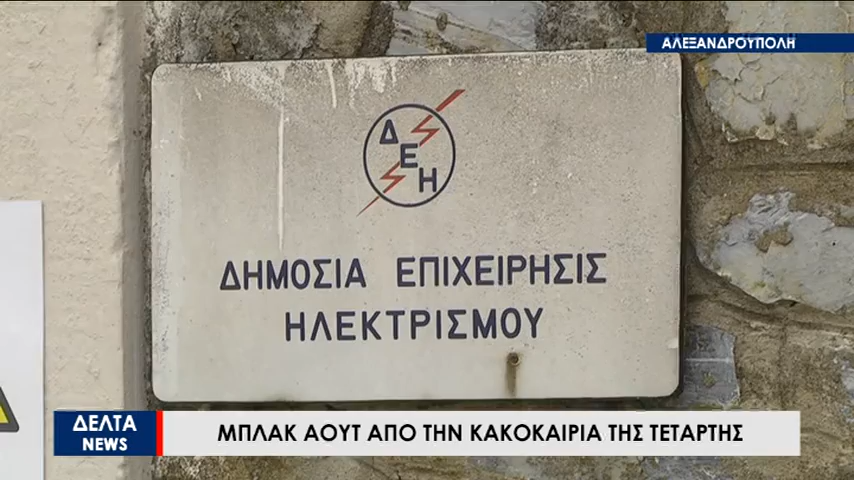 ΑΛΕΞΑΝΔΡΟΥΠΟΛΗ
ΔΕΗ
ΔΗΜΟΣΙΑ ΕΠΙΧΕΙΡΗΣΙΣ
ΗΛΕΚΤΡΙΣΜΟΥ
ΔΕΛΤΑ
NEWS
ΜΠΛΑΚ ΑΟΥΤ ΑΠΟ ΤΗΝ ΚΑΚΟΚΑΙΡΙΑ ΤΗΣ ΤΕΤΑΡΤΗΣ